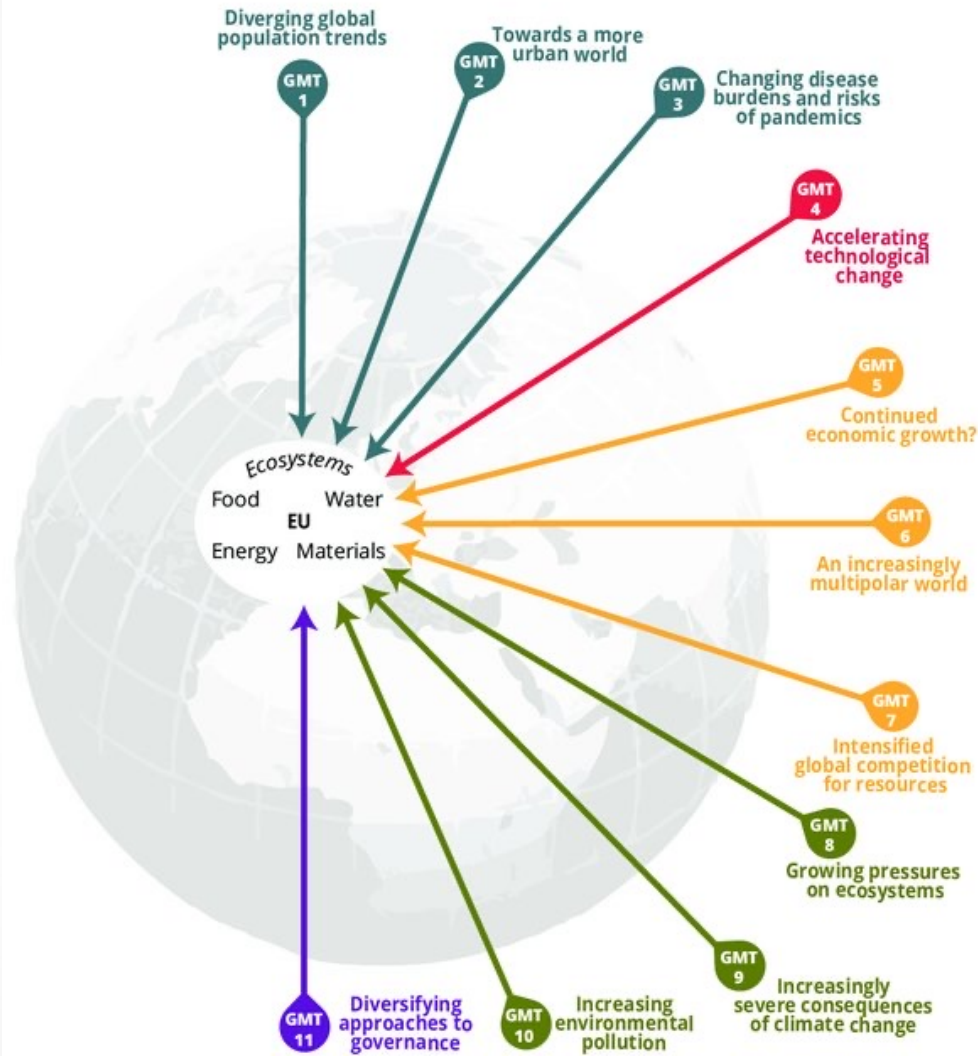 Diverging global
population trends
GMT
1
Towards a more
urban world
GMT
2
Changing disease
burdens and risks
of pandemics
GMT
3
GMT
4
Accelerating
technological
change
GMT
5
Continued
economic growth?
GMT
6
An increasingly
multipolar world
GMT
7
Intensified
global competition
for resources
GMT
8
Growing pressures
on ecosystems
GMT
9
Increasingly
severe consequences
of climate change
GMT
10
Increasing
environmental
pollution
GMT
11
Diversifying
approaches to
governance
Ecosystems
Food Water
EU
Energy Materials